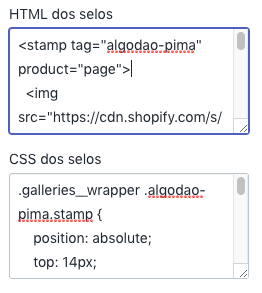 HTML dos selos
<stamp tag="algodao-pima"
product="page">
<img
src="https://cdn.shopify.com/s/
CSS dos selos
.galleries__wrapper .algodao-
pima.stamp {
position: absolute;
top: 14px;